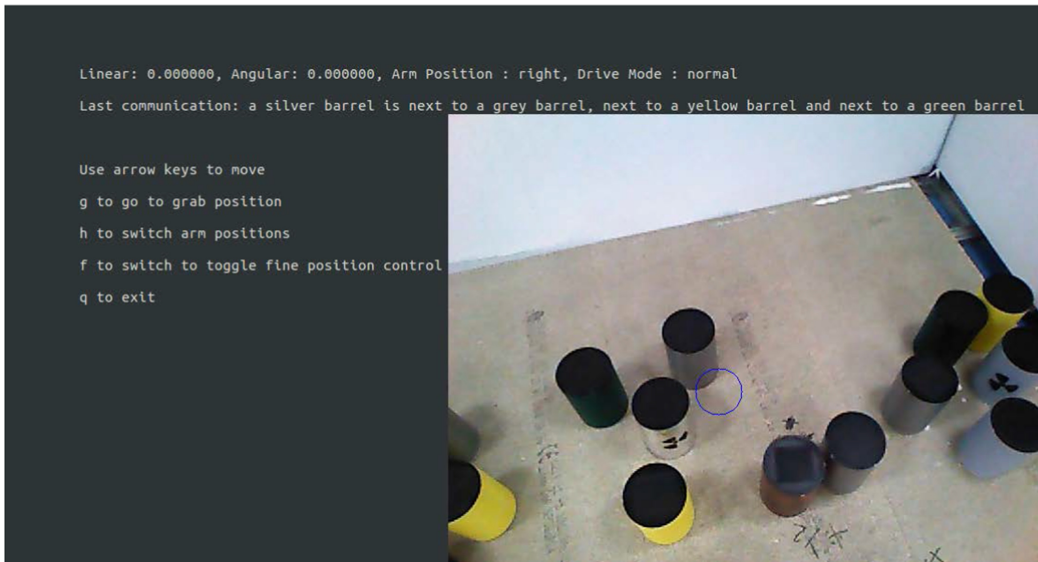 Linear: 0.000000, Angular: 0.000000, Arm Position : right, Drive Mode : normal
Last communication: a silver barrel is next to a grey barrel, next to a yellow barrel and next to a green barrel
Use arrow keys to move
g to go to grab position
h to switch arm positions
f to switch to toggle fine position control
q to exit